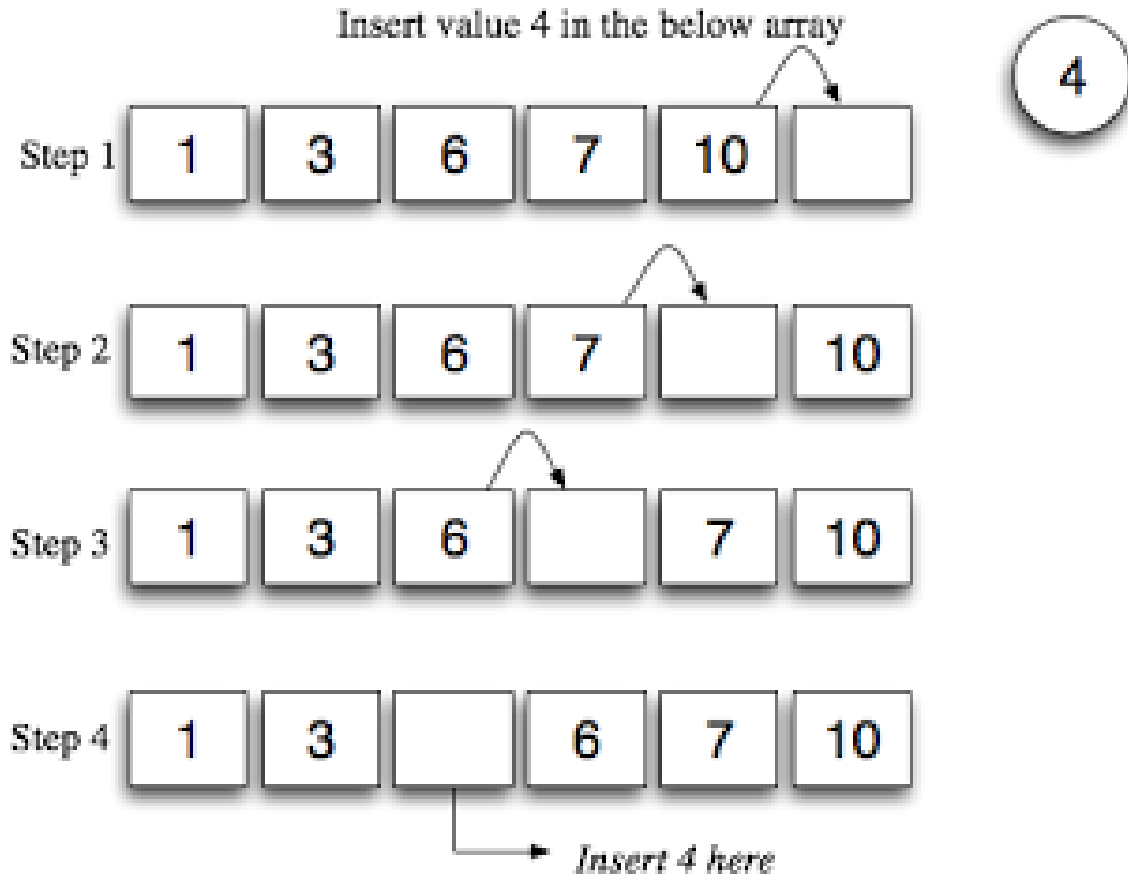 Insert value 4 in the below array
4
Step 1 1 3 6 7 10
Step 2 1 3 6 7 10
Step 3 1 3 6 7 10
Step 4 1 3 6 7 10
Insert 4 here